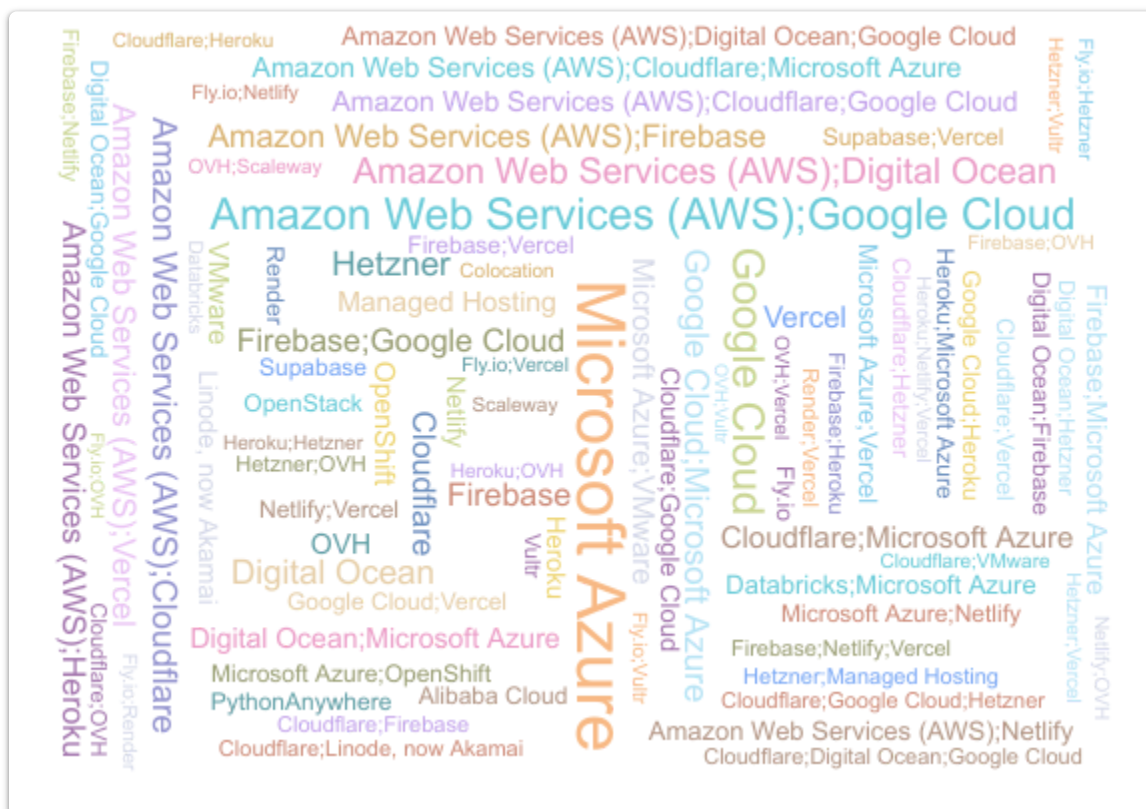 Cloudflare;Heroku
Amazon Web Services (AWS);Digital Ocean;Google Cloud
Amazon Web Services (AWS);Cloudflare;Microsoft Azure
Fly.io;Netlify
Amazon Web Services (AWS);Cloudflare;Google Cloud
Amazon Web Services (AWS);Firebase
Supabase;Vercel
OVH;Scaleway
Amazon Web Services (AWS);Digital Ocean
Amazon Web Services (AWS);Google Cloud
Firebase;Netlify
Digital Ocean;Google Cloud
Amazon Web Services (AWS);Vercel
Amazon Web Services (AWS);Cloudflare
Amazon Web Services (AWS);Heroku
Fly.io;OVH
Cloudflare;OVH
Fly.io;Render
Hetzner;Vultr
Fly.io;Hetzner
Databricks
VMware
Render
Linode, now Akamai
Firebase;Vercel
Hetzner
Colocation
Managed Hosting
Firebase;Google Cloud
Supabase
Fly.io;Vercel
OpenStack
OpenShift
Netlify
Scaleway
Cloudflare
Heroku;Hetzner
Hetzner;OVH
Heroku;OVH
Firebase
Netlify;Vercel
OVH
Vultr
Heroku
Digital Ocean
Google Cloud;Vercel
Digital Ocean;Microsoft Azure
Microsoft Azure;OpenShift
PythonAnywhere
Alibaba Cloud
Cloudflare;Firebase
Cloudflare;Linode, now Akamai
Microsoft Azure
Microsoft Azure;VMware
Fly.io;Vultr
Cloudflare;Google Cloud
Google Cloud;Microsoft Azure
OVH;Vultr
Google Cloud
Vercel
OVH;Vercel
Fly.io
Render;Vercel
Firebase;Heroku
Microsoft Azure;Vercel
Cloudflare;Hetzner
Heroku;Netlify;Vercel
Heroku;Microsoft Azure
Google Cloud;Heroku
Firebase;OVH
Cloudflare;Vercel
Digital Ocean;Firebase
Digital Ocean;Hetzner
Firebase;Microsoft Azure
Cloudflare;Microsoft Azure
Cloudflare;VMware
Databricks;Microsoft Azure
Microsoft Azure;Netlify
Hetzner;Vercel
Netlify;OVH
Firebase;Netlify;Vercel
Hetzner;Managed Hosting
Cloudflare;Google Cloud;Hetzner
Amazon Web Services (AWS);Netlify
Cloudflare;Digital Ocean;Google Cloud